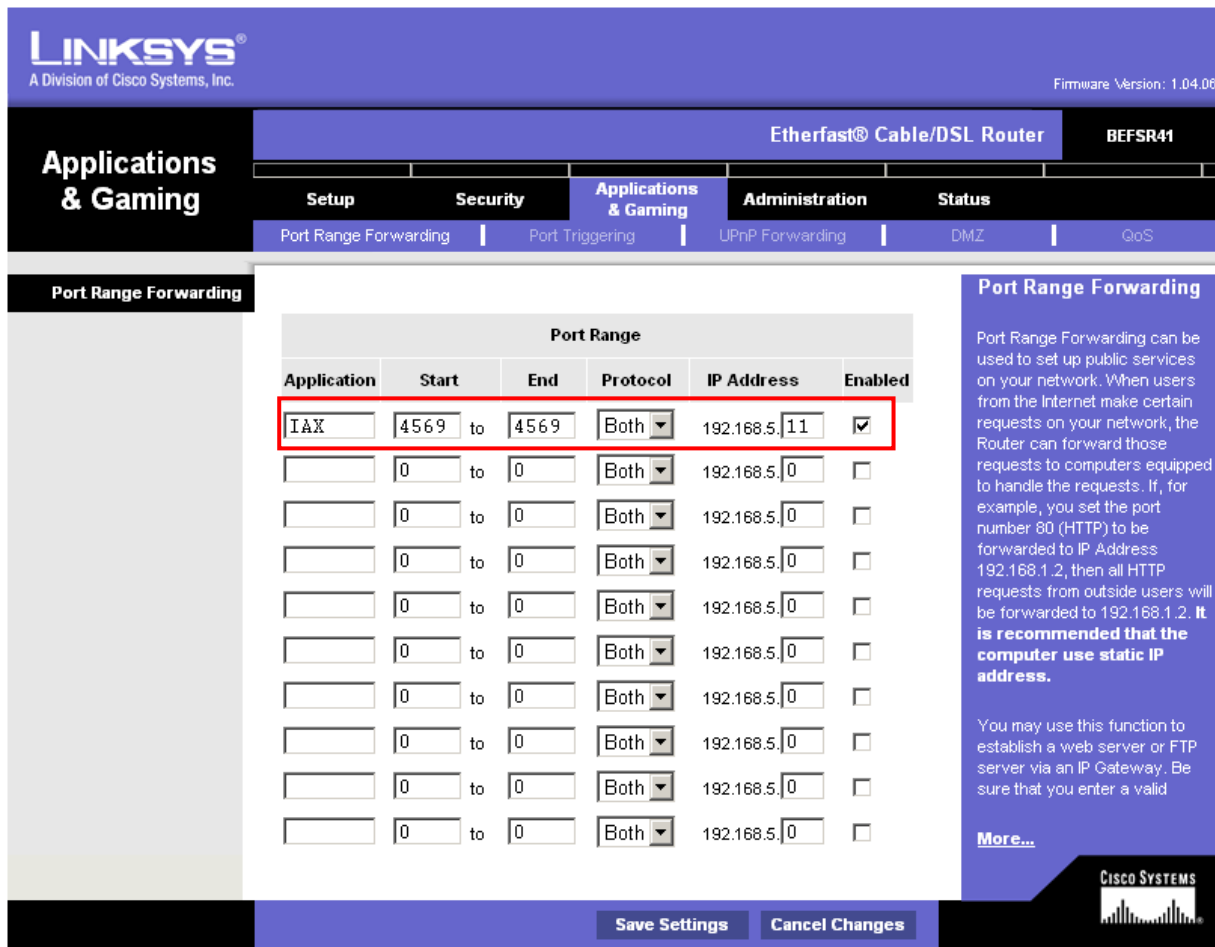 LINKSYS®
A Division of Cisco Systems, Inc.
Firmware Version: 1.04.06
Applications
& Gaming
Etherfast® Cable/DSL Router
BEFSR41
Setup
Security
Applications
& Gaming
Administration
Status
Port Range Forwarding
Port Triggering
UPnP Forwarding
DMZ
QoS
Port Range Forwarding
Port Range
Application Start End Protocol IP Address Enabled
IAX 4569 to 4569 Both 192.168.5.11
0 to 0 Both 192.168.5.0
0 to 0 Both 192.168.5.0
0 to 0 Both 192.168.5.0
0 to 0 Both 192.168.5.0
0 to 0 Both 192.168.5.0
0 to 0 Both 192.168.5.0
0 to 0 Both 192.168.5.0
0 to 0 Both 192.168.5.0
0 to 0 Both 192.168.5.0
Port Range Forwarding
Port Range Forwarding can be
used to set up public services
on your network. When users
from the Internet make certain
requests on your network, the
Router can forward those
requests to computers equipped
to handle the requests. If, for
example, you set the port
number 80 (HTTP) to be
forwarded to IP Address
192.168.1.2, then all HTTP
requests from outside users will
be forwarded to 192.168.1.2. It
is recommended that the
computer use static IP
address.
You may use this function to
establish a web server or FTP
server via an IP Gateway. Be
sure that you enter a valid
More...
Save Settings
Cancel Changes
CISCO SYSTEMS